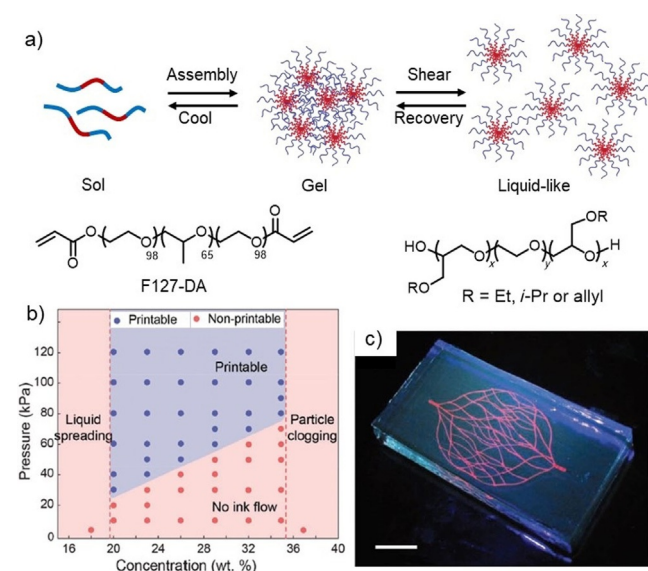 a)
Assembly
Cool
Shear
Recovery
Sol
Gel
Liquid-like
O
O
O
98
O
65
O
98
O
F127-DA
HO
O
x
O
y
O
x
H
RO
OR
R = Et, i-Pr or allyl
b)
Printable
Non-printable
Printable
Liquid
spreading
Particle
clogging
No ink flow
Pressure (kPa)
120
100
80
60
40
20
0
16 20 24 28 32 36 40
Concentration (wt. %)
c)